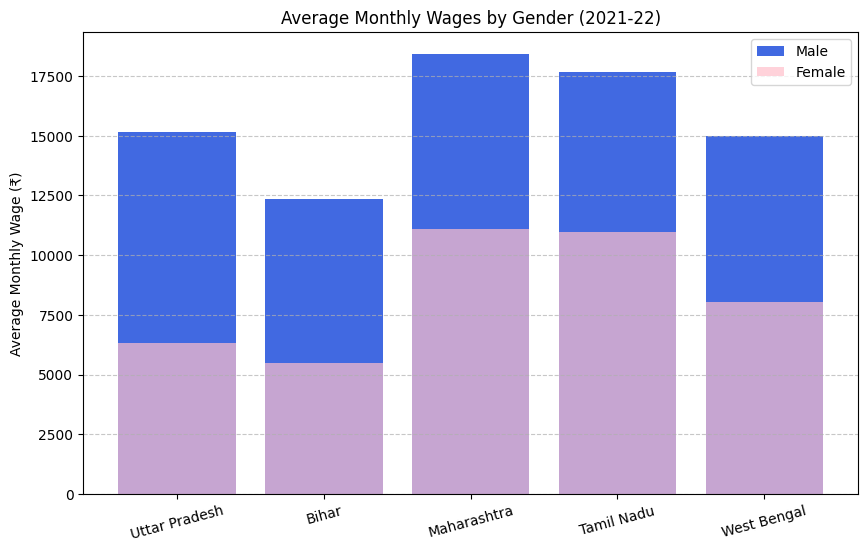 Average Monthly Wages by Gender (2021-22)
Male
Female
Average Monthly Wage (₹)
17500
15000
12500
10000
7500
5000
2500
0
Uttar Pradesh
Bihar
Maharashtra
Tamil Nadu
West Bengal